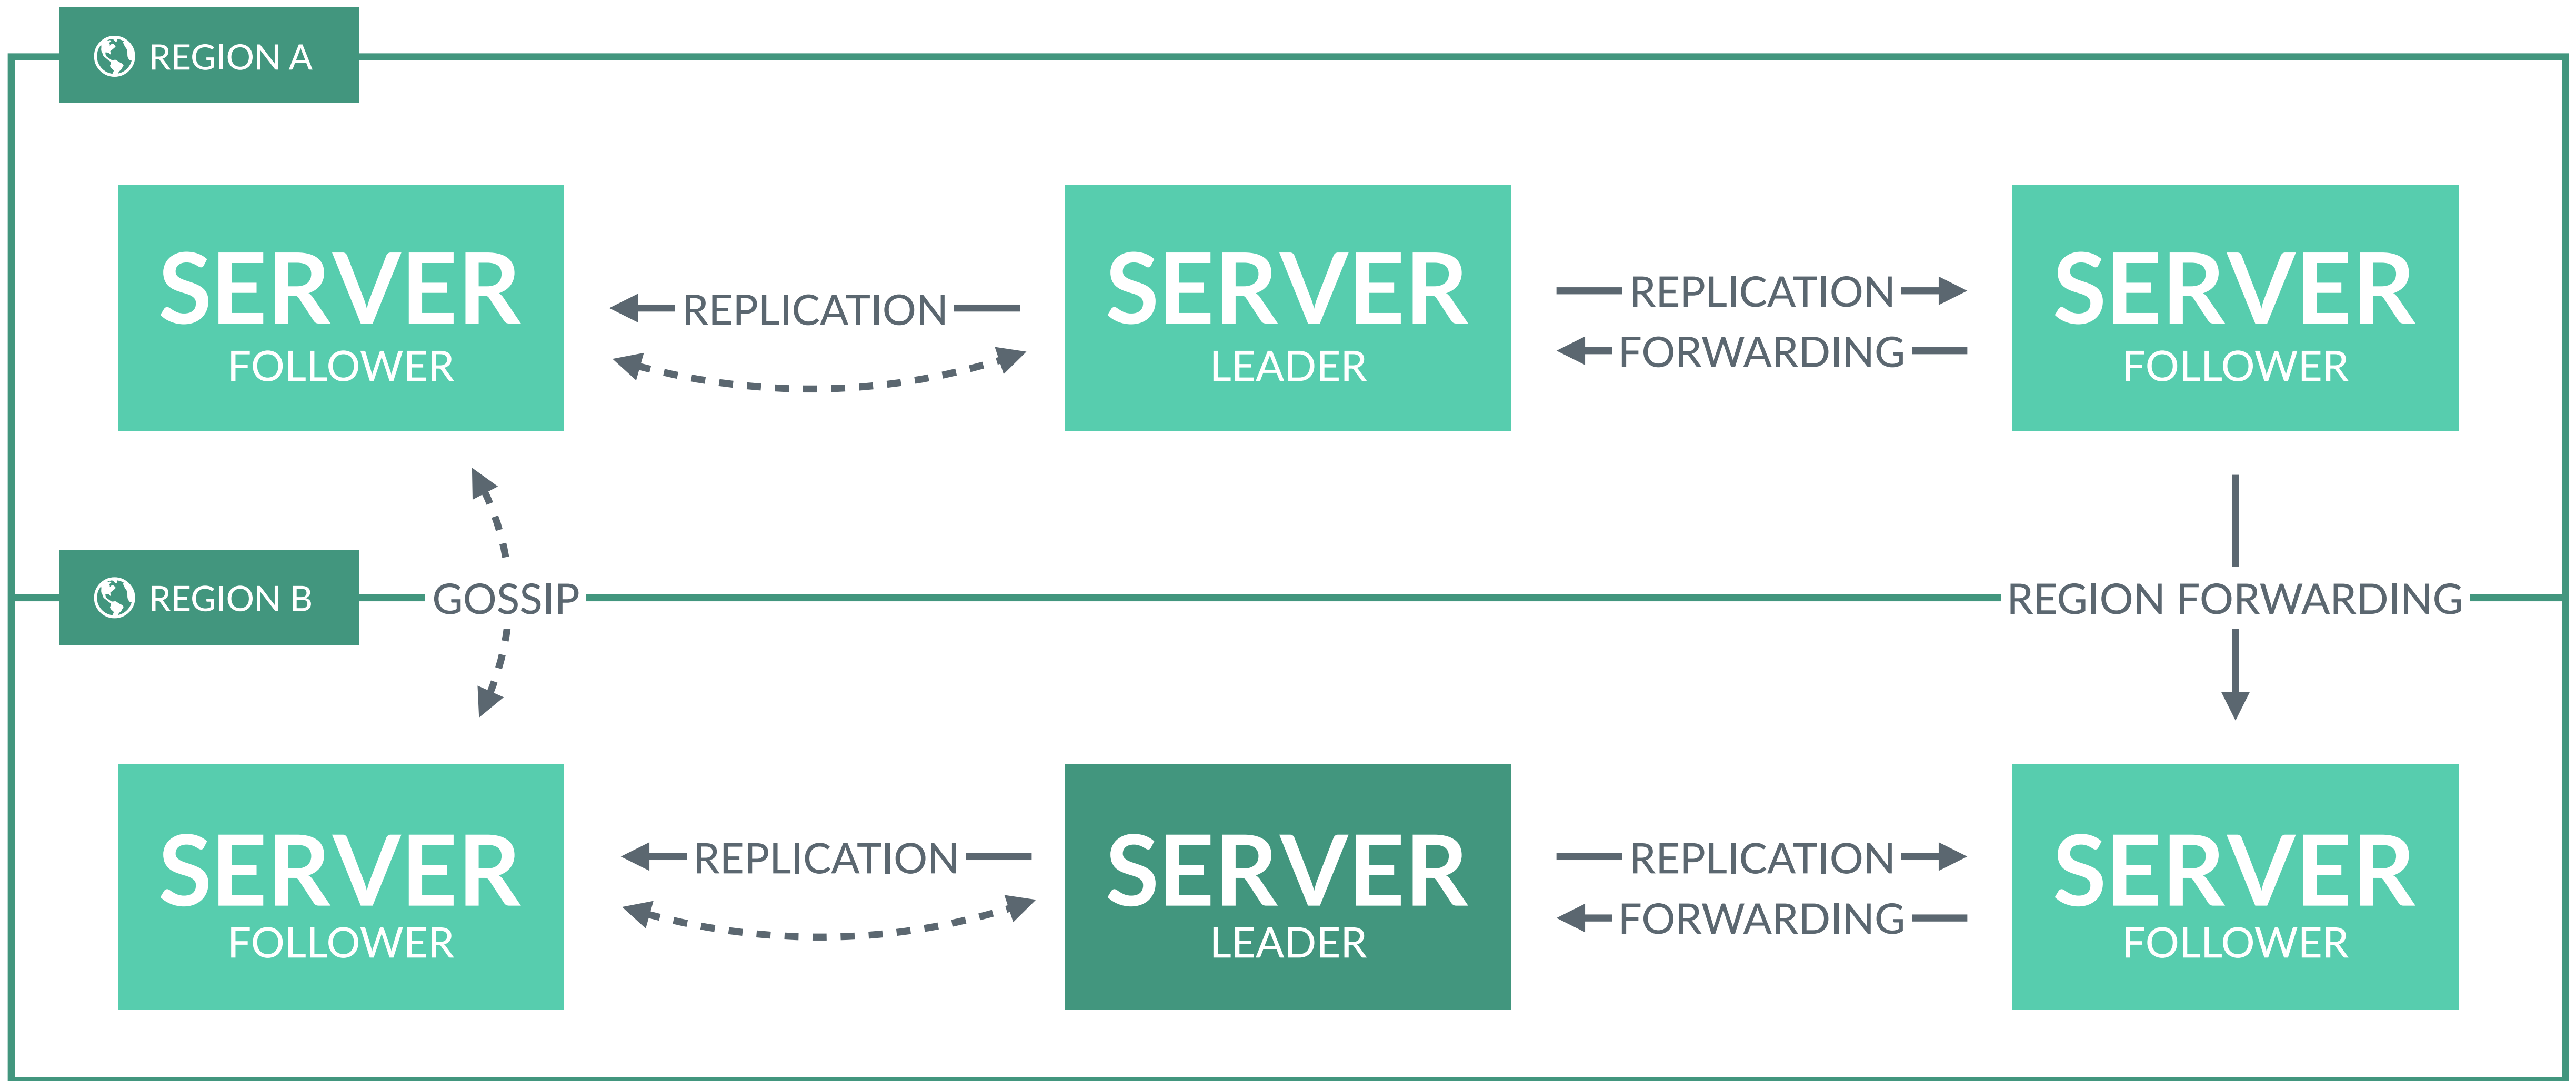 REGION A
SERVER
FOLLOWER
REPLICATION
SERVER
LEADER
REPLICATION
FORWARDING
SERVER
FOLLOWER
REGION B
GOSSIP
REGION FORWARDING
SERVER
FOLLOWER
REPLICATION
SERVER
LEADER
REPLICATION
FORWARDING
SERVER
FOLLOWER